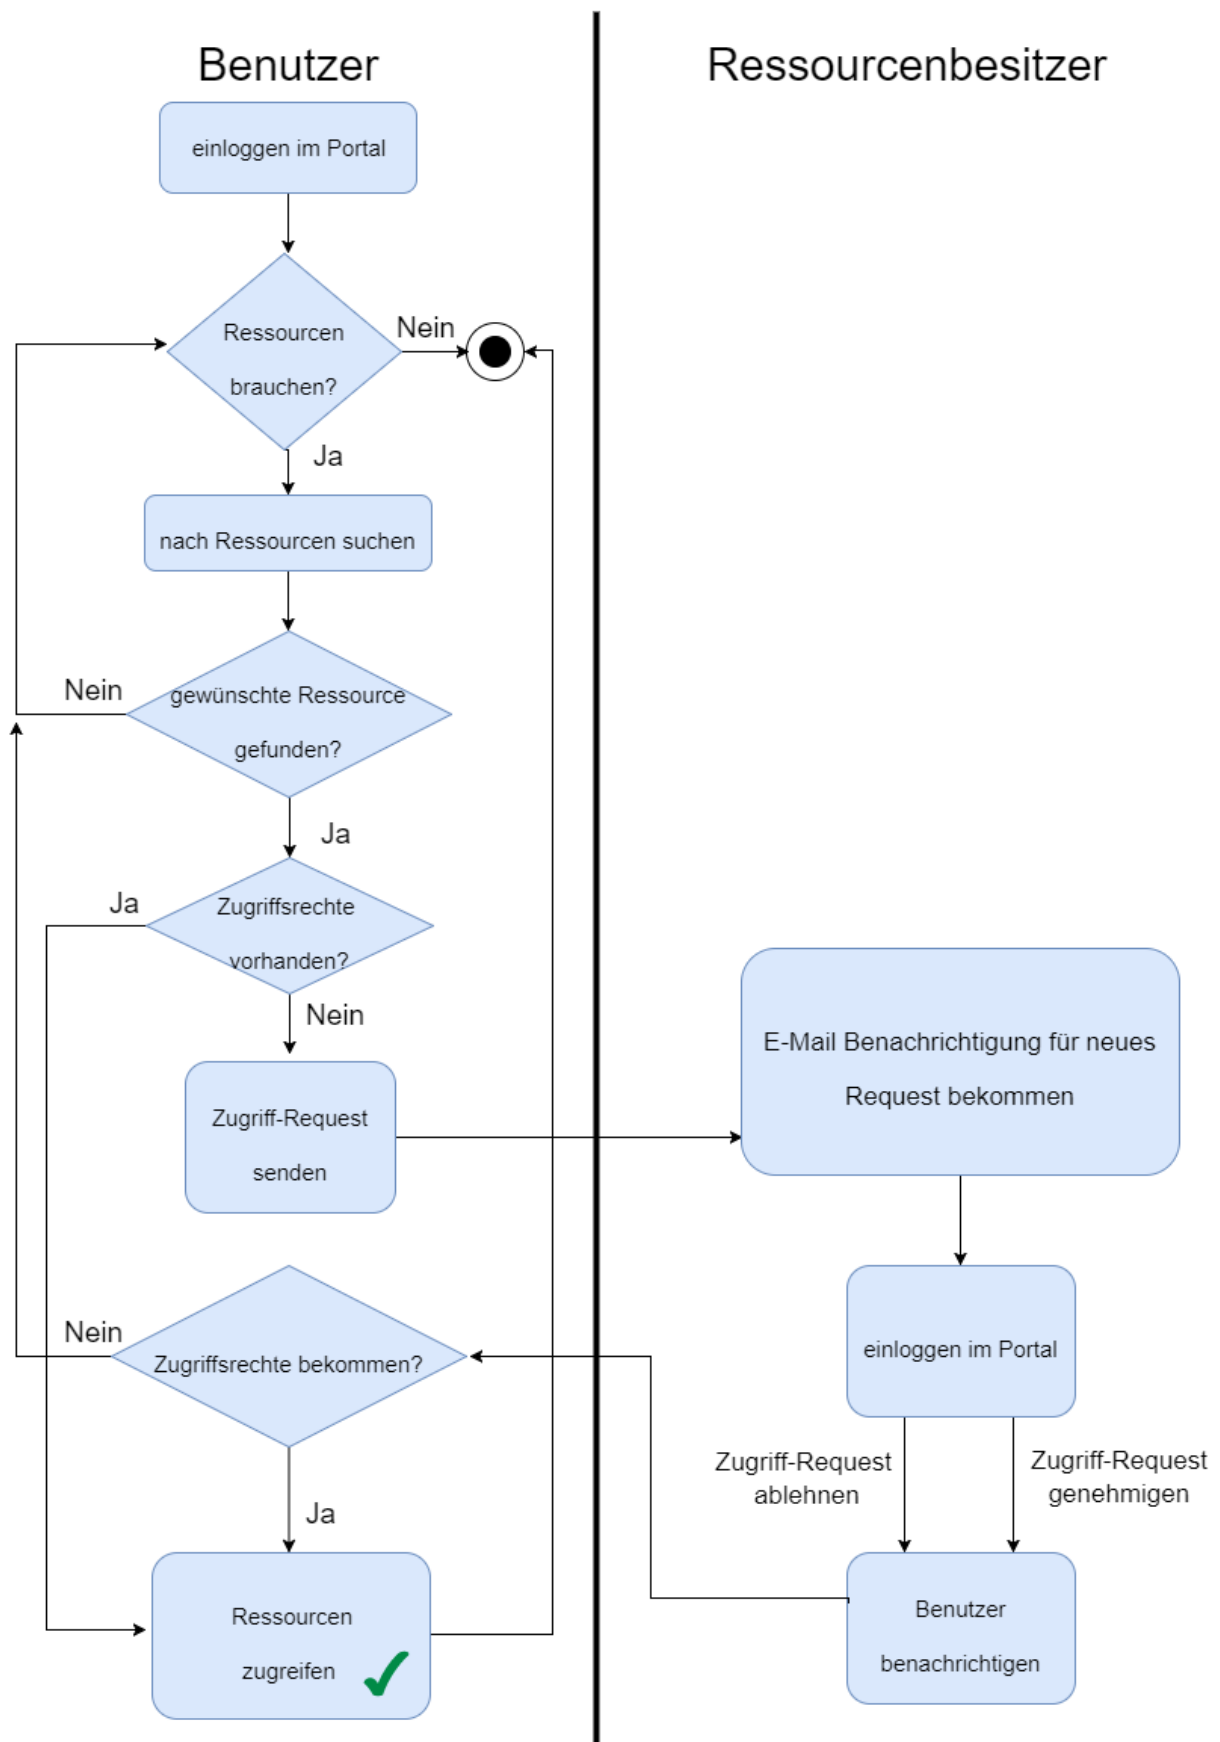 Benutzer
Ressourcenbesitzer
einloggen im Portal
Ressourcen
brauchen?
Nein
Ja
nach Ressourcen suchen
gewünschte Ressource
gefunden?
Nein
Ja
Zugriffsrechte
vorhanden?
Ja
Nein
Zugriff-Request
senden
E-Mail Benachrichtigung für neues
Request bekommen
einloggen im Portal
Zugriff-Request
ablehnen
Zugriff-Request
genehmigen
Benutzer
benachrichtigen
Zugriffsrechte bekommen?
Nein
Ja
Ressourcen
zugreifen